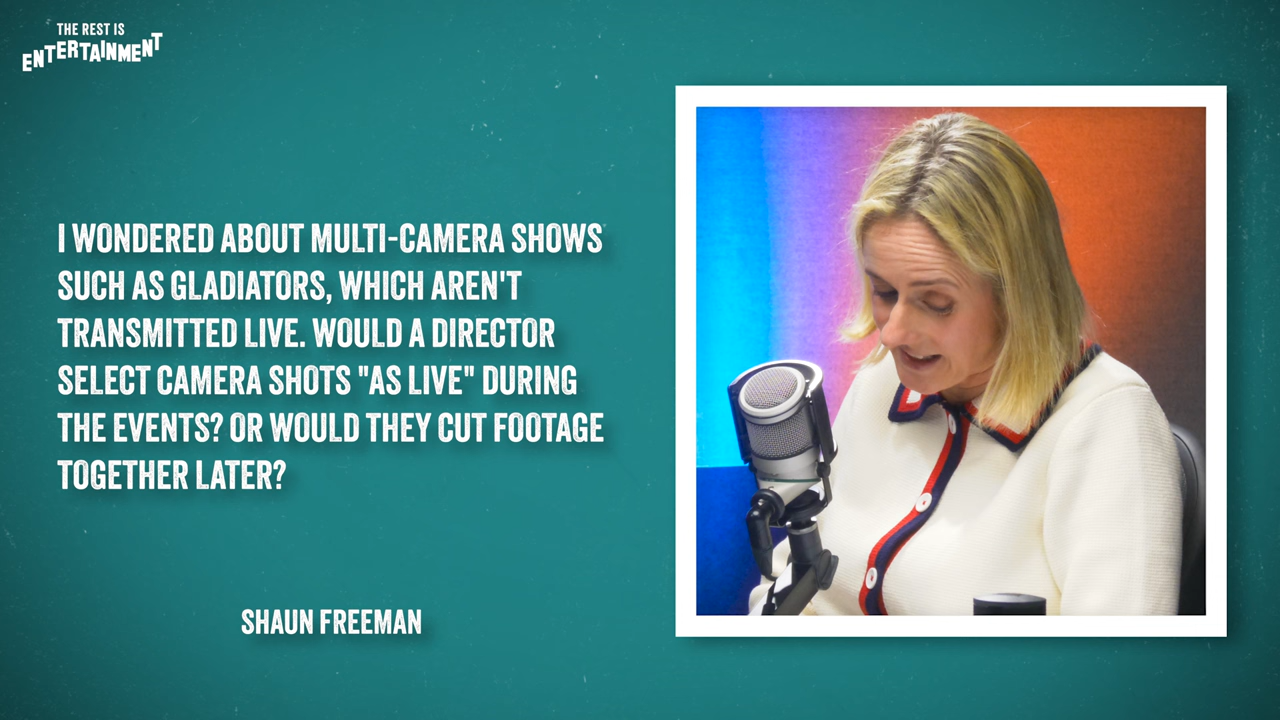 THE REST IS
ENTERTAINMENT
I WONDERED ABOUT MULTI-CAMERA SHOWS
SUCH AS GLADIATORS, WHICH AREN'T
TRANSMITTED LIVE. WOULD A DIRECTOR
SELECT CAMERA SHOTS "AS LIVE" DURING
THE EVENTS? OR WOULD THEY CUT FOOTAGE
TOGETHER LATER?
SHAUN FREEMAN